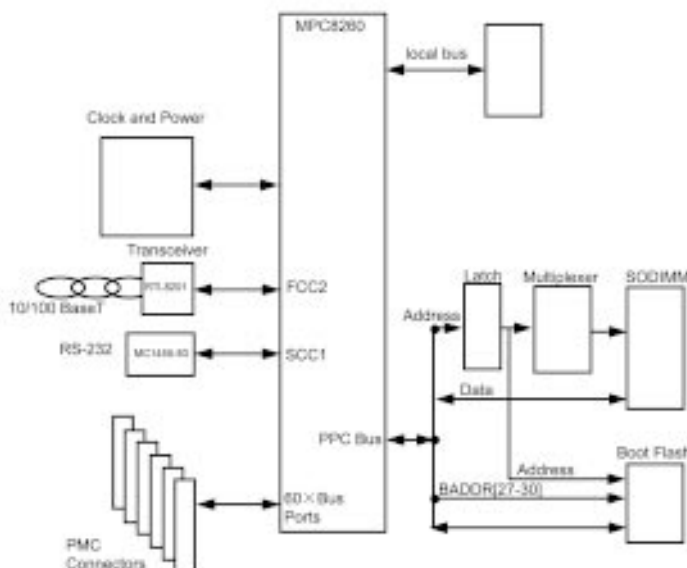 MPC8260
local bus
Clock and Power
Transceiver
FCC2
10/100 BaseT
RS-232
SCC1
Latch
Multiplexer
SODIMM
Address
Data
PPC Bus
Boot Flash
Address
BADDR[27-30]
60×Bus
Ports
PMC
Connectors